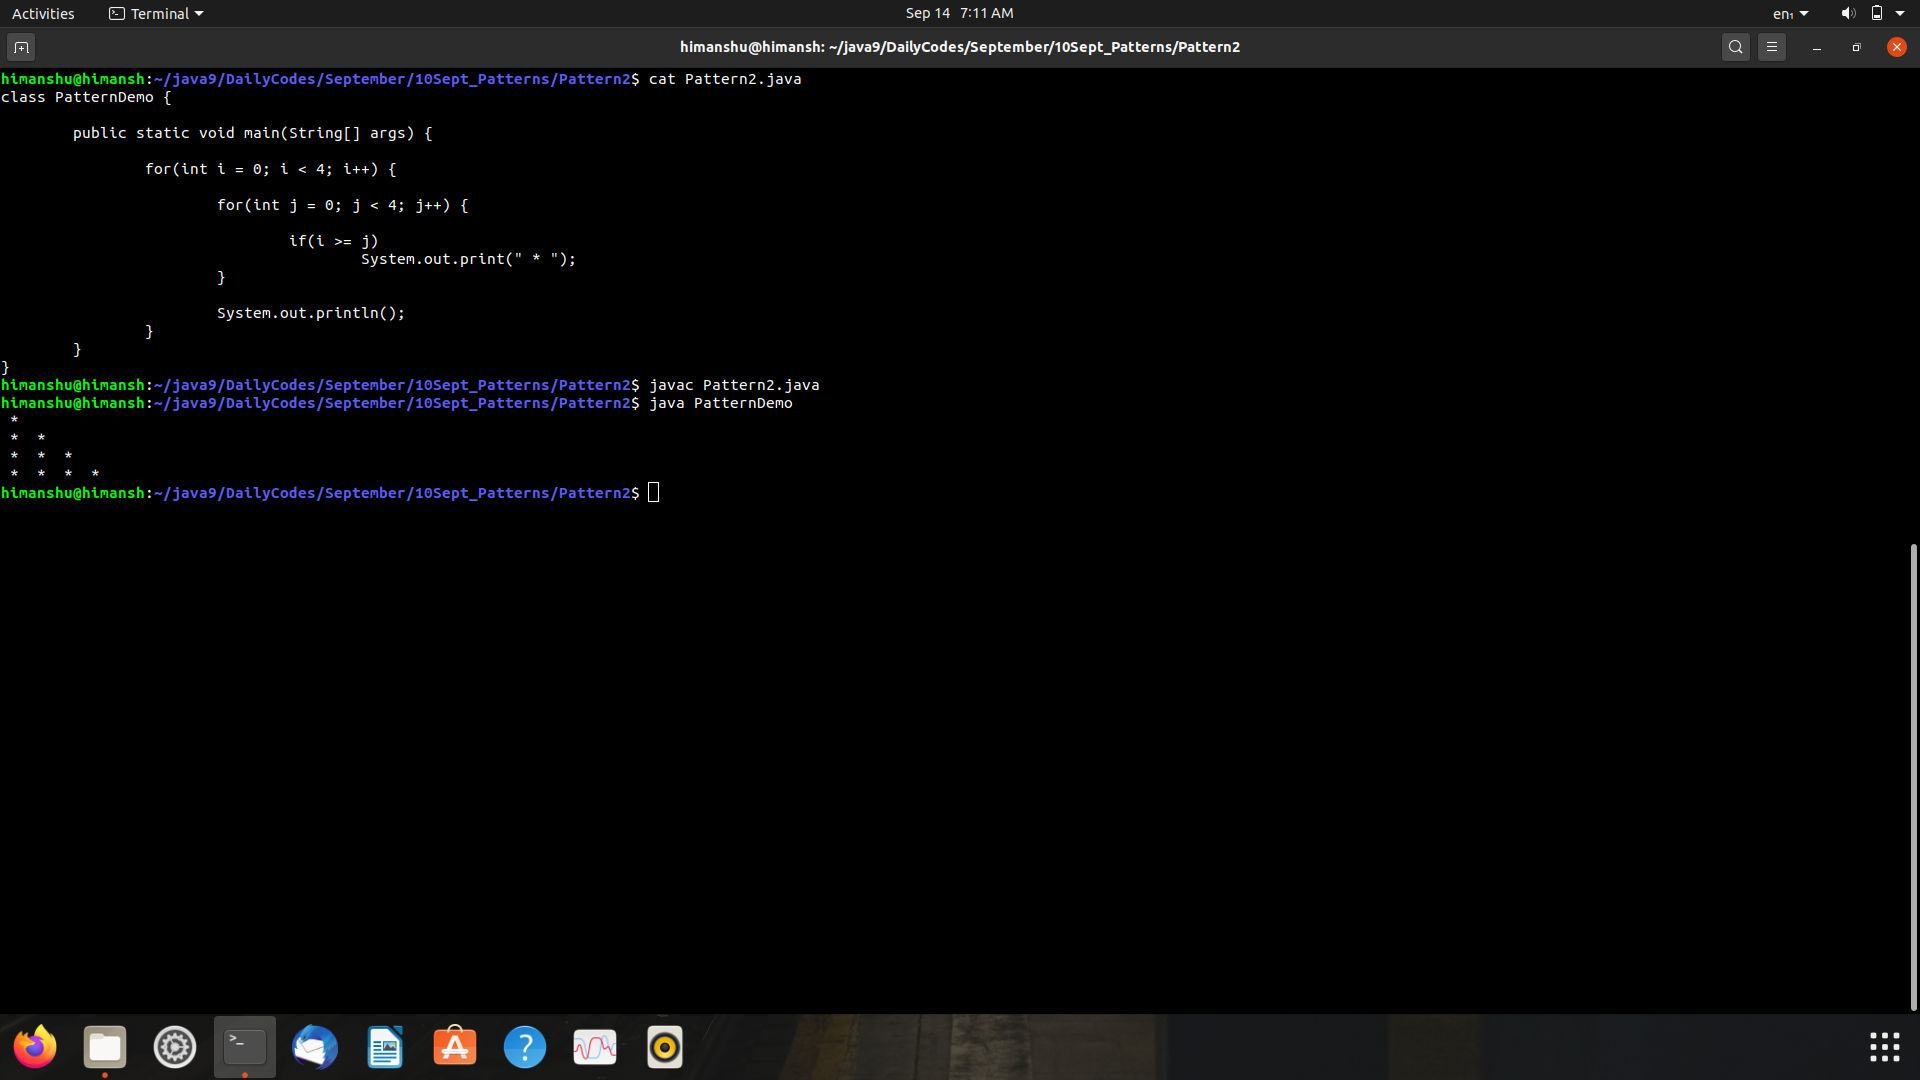 Activities Terminal Sep 14 7:11 AM en₁
himanshu@himansh: ~/java9/DailyCodes/September/10Sept_Patterns/Pattern2
himanshu@himansh:~/java9/DailyCodes/September/10Sept_Patterns/Pattern2$ cat Pattern2.java
class PatternDemo {
public static void main(String[] args) {
for(int i = 0; i < 4; i++) {
for(int j = 0; j < 4; j++) {
if(i >= j)
System.out.print(" * ");
}
System.out.println();
}
}
}
himanshu@himansh:~/java9/DailyCodes/September/10Sept_Patterns/Pattern2$ javac Pattern2.java
himanshu@himansh:~/java9/DailyCodes/September/10Sept_Patterns/Pattern2$ java PatternDemo
*
* *
* * *
* * * *
himanshu@himansh:~/java9/DailyCodes/September/10Sept_Patterns/Pattern2$